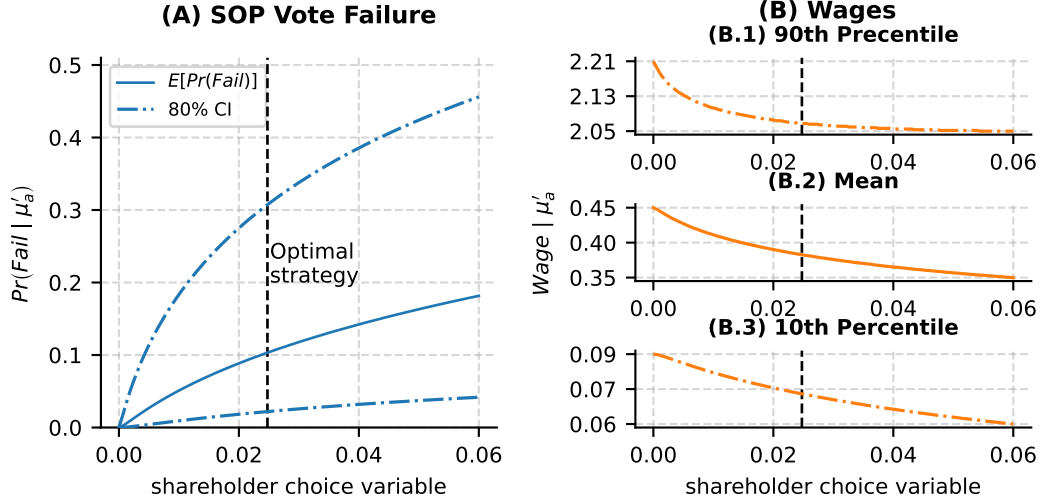 (A) SOP Vote Failure
0.5
0.4
0.3
0.2
0.1
0.0
Pr(Fail | μ′ₐ)
E[Pr(Fail)]
80% CI
Optimal
strategy
0.00 0.02 0.04 0.06
shareholder choice variable
(B) Wages
(B.1) 90th Precentile
2.21
2.13
2.05
0.00 0.02 0.04 0.06
(B.2) Mean
Wage | μ′ₐ
0.45
0.40
0.35
0.00 0.02 0.04 0.06
(B.3) 10th Percentile
0.09
0.07
0.06
0.00 0.02 0.04 0.06
shareholder choice variable